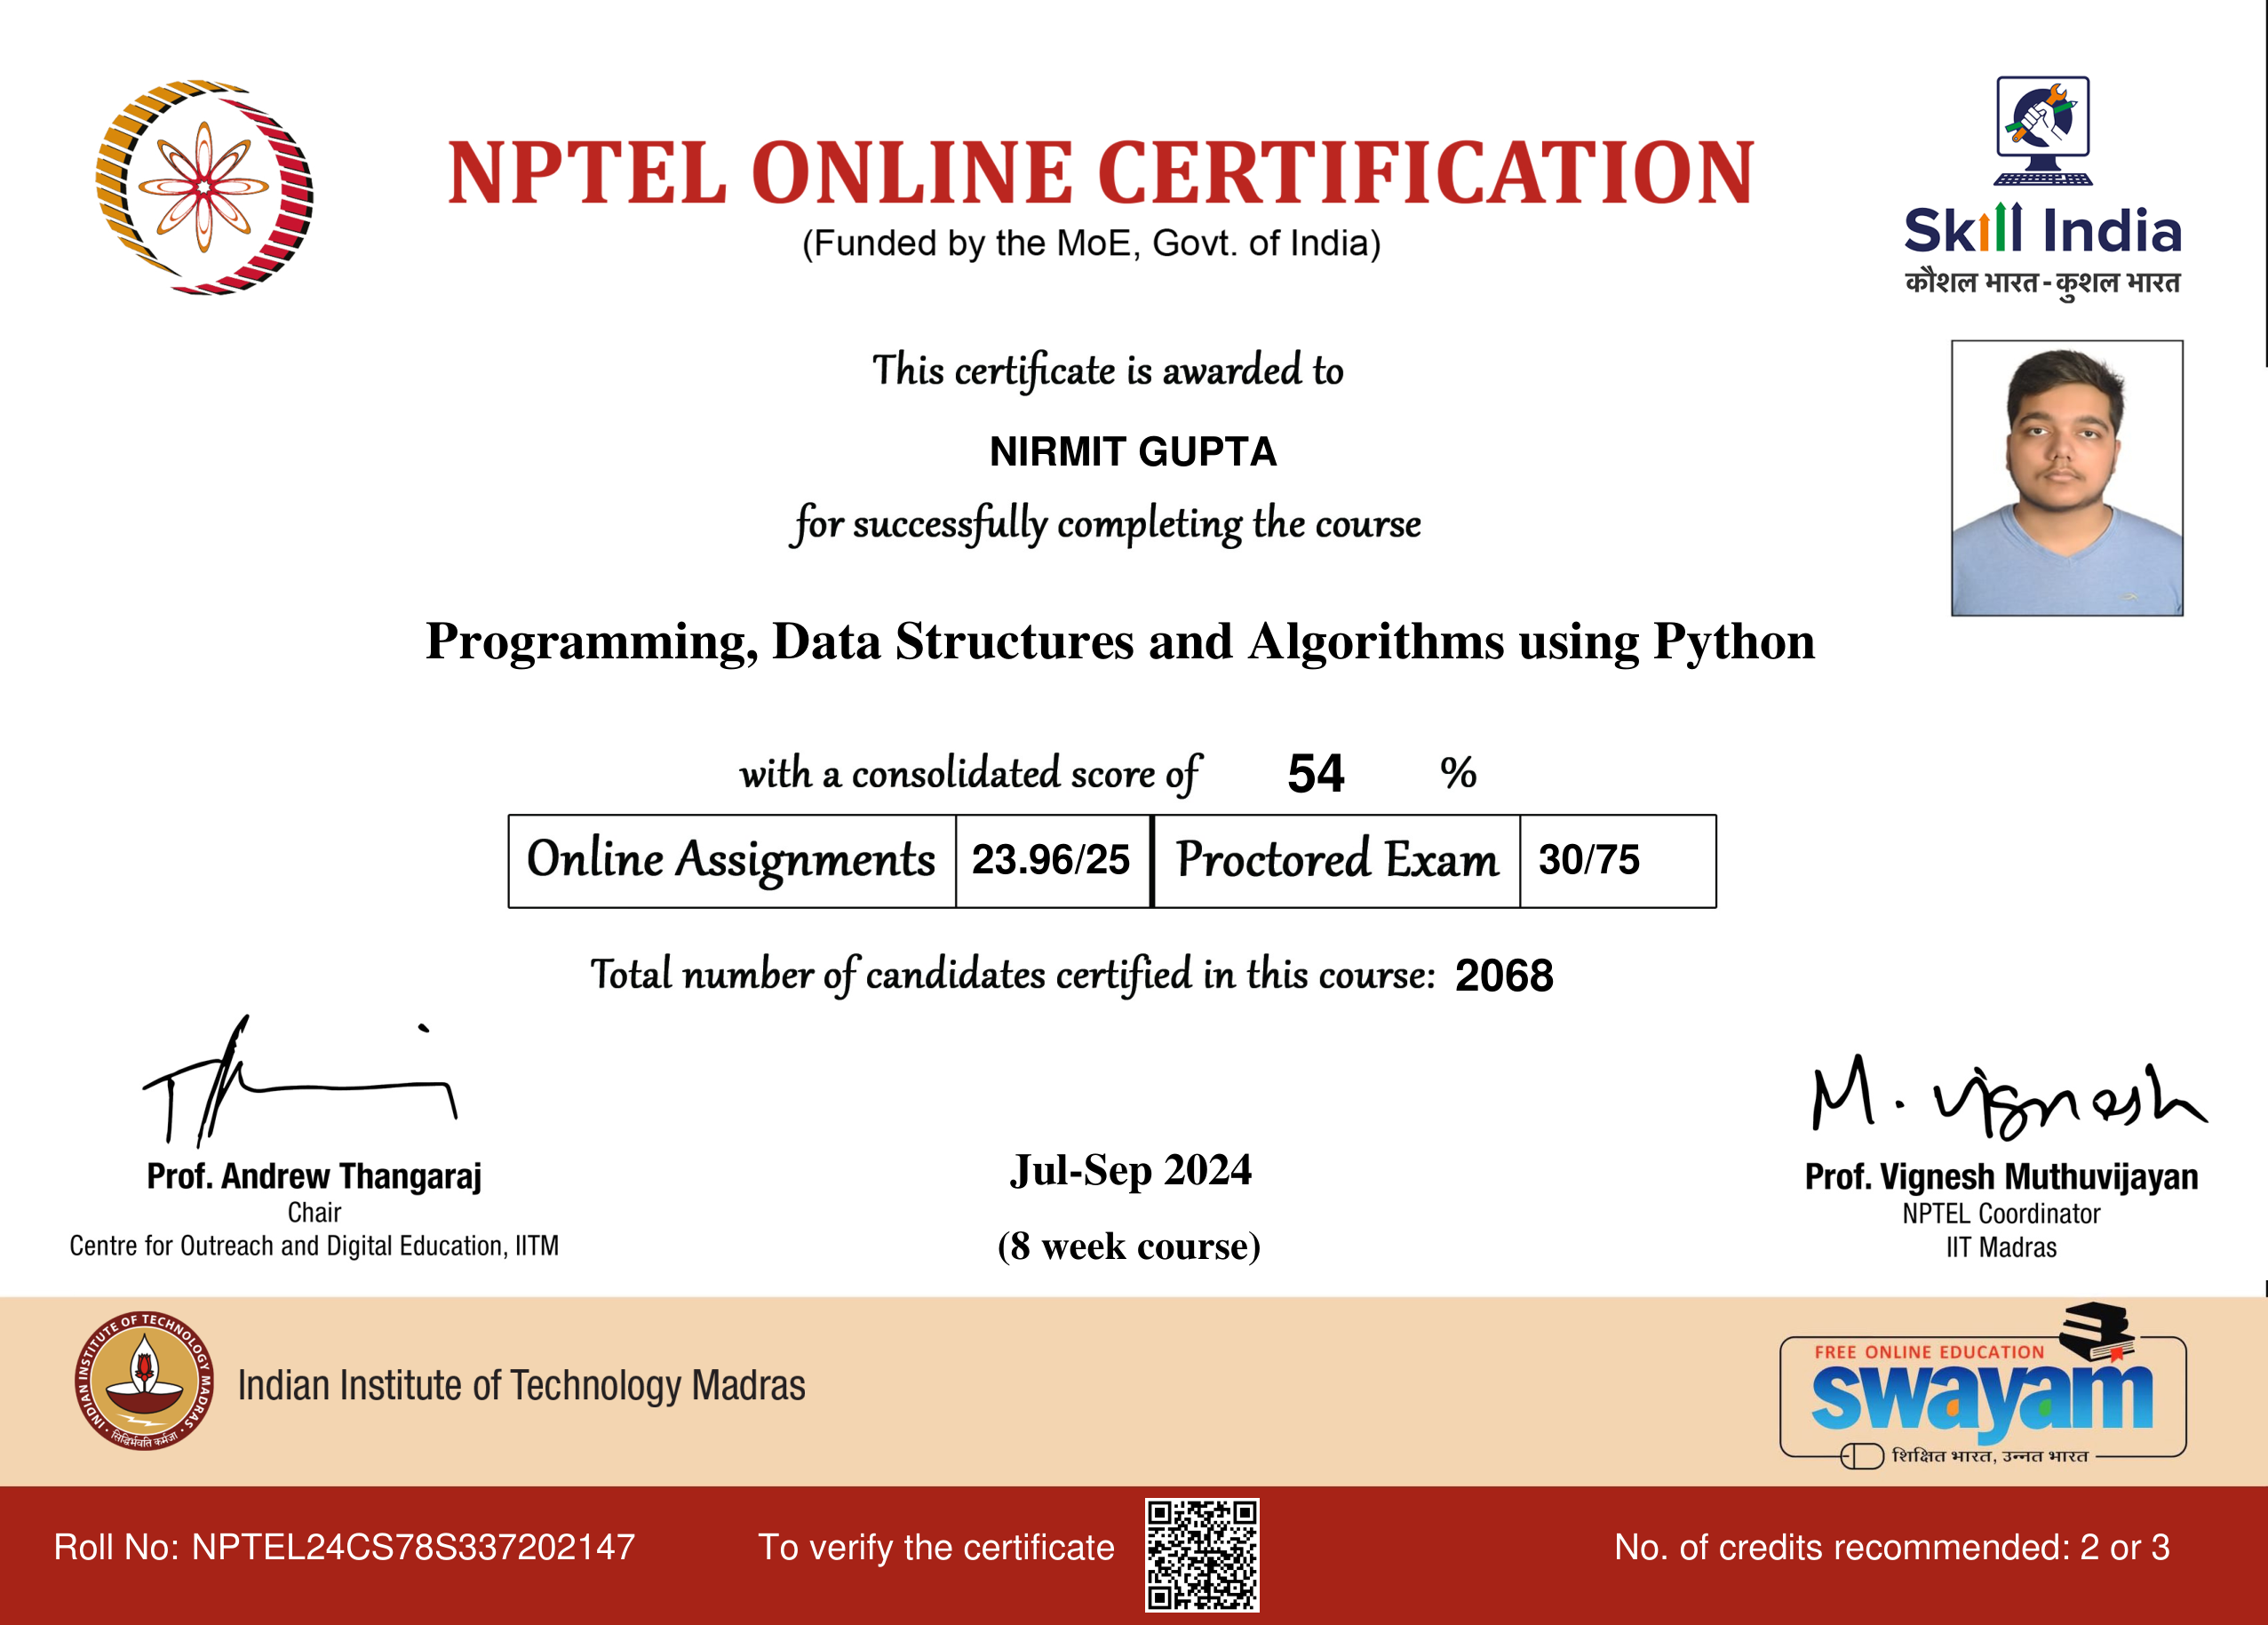 NPTEL ONLINE CERTIFICATION
(Funded by the MoE, Govt. of India)
Skill India
कौशल भारत - कुशल भारत
This certificate is awarded to
NIRMIT GUPTA
for successfully completing the course
Programming, Data Structures and Algorithms using Python
with a consolidated score of 54 %
Online Assignments 23.96/25 Proctored Exam 30/75
Total number of candidates certified in this course: 2068
M. Vignesh
Prof. Andrew Thangaraj
Chair
Centre for Outreach and Digital Education, IITM
Jul-Sep 2024
(8 week course)
Prof. Vignesh Muthuvijayan
NPTEL Coordinator
IIT Madras
INDIAN INSTITUTE OF TECHNOLOGY MADRAS
सिद्धिर्भवति कर्मजा
Indian Institute of Technology Madras
FREE ONLINE EDUCATION
swayam
शिक्षित भारत, उन्नत भारत
Roll No: NPTEL24CS78S337202147
To verify the certificate
No. of credits recommended: 2 or 3